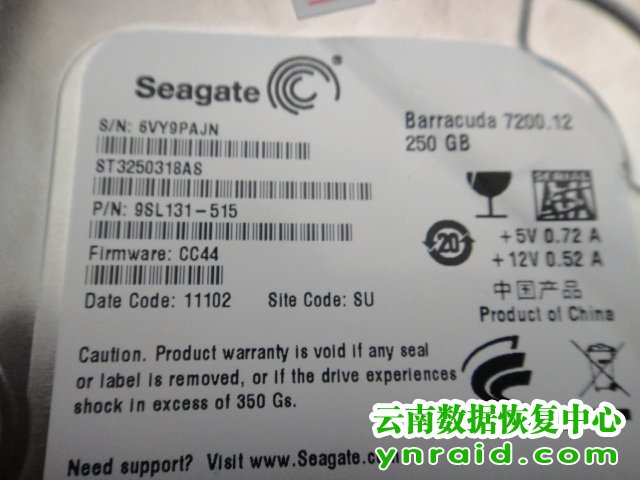 Seagate
S/N: 6VY9PAJN
ST3250318AS
P/N: 9SL131-515
Firmware: CC44
Date Code: 11102 Site Code: SU
Barracuda 7200.12
250 GB
SERIAL
20
+5V 0.72 A
+12V 0.52 A
中国产品
Product of China
Caution. Product warranty is void if any seal
or label is removed, or if the drive experiences
shock in excess of 350 Gs.
Need support? Visit www.Seagate.com
云南数据恢复中心
ynraid.com